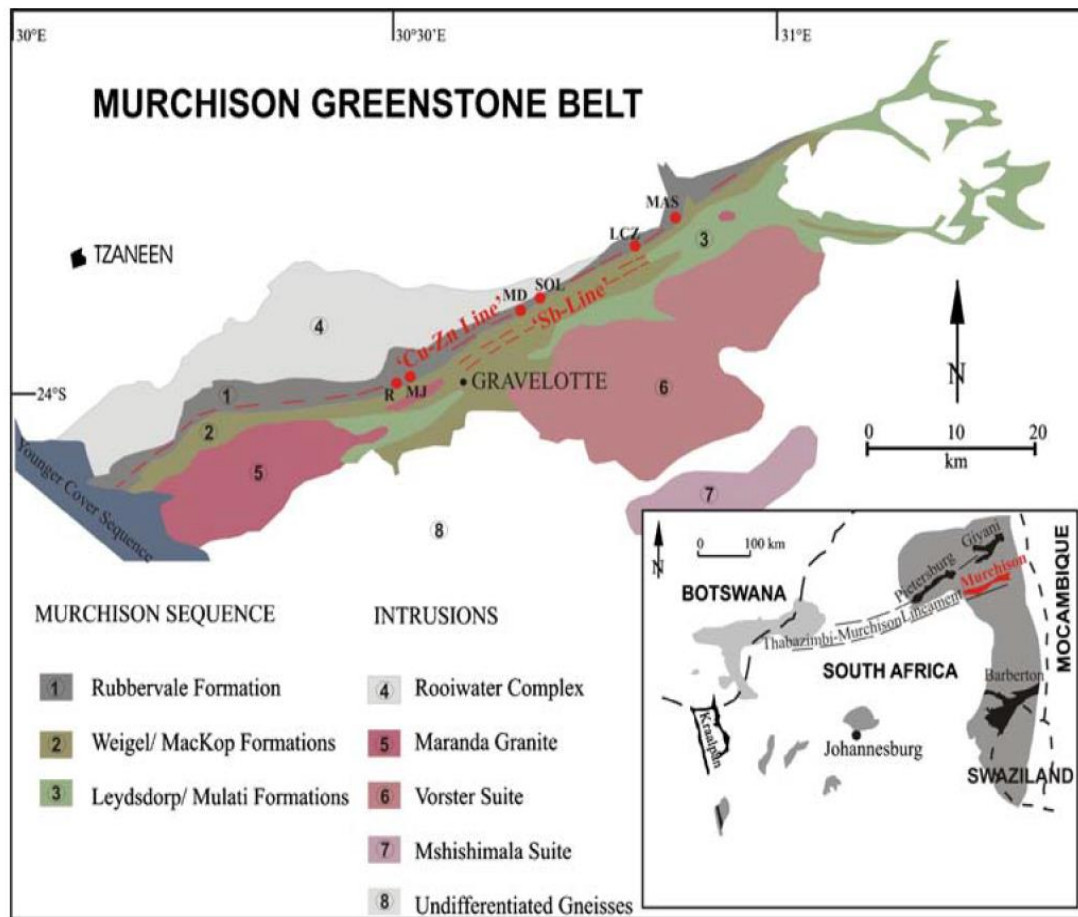 30°E
30°30'E
31°E
MURCHISON GREENSTONE BELT
TZANEEN
MAS
LCZ
3
SOL
MD
'Sb-Line'
'Cu-Zn Line'
4
GRAVELOTTE
R
MJ
6
N
24°S
1
2
5
0 10 20
km
7
Younger Cover Sequence
8
MURCHISON SEQUENCE
1 Rubbervale Formation
2 Weigel/ MacKop Formations
3 Leydsdorp/ Mulati Formations
INTRUSIONS
4 Rooiwater Complex
5 Maranda Granite
6 Vorster Suite
7 Mshishimala Suite
8 Undifferentiated Gneisses
0 100 km
N
Giyani
Pietersburg
Murchison
BOTSWANA
MOCAMBIQUE
Thabazimbi-Murchison Lineament
SOUTH AFRICA
Barberton
Kraaipan
Johannesburg
SWAZILAND